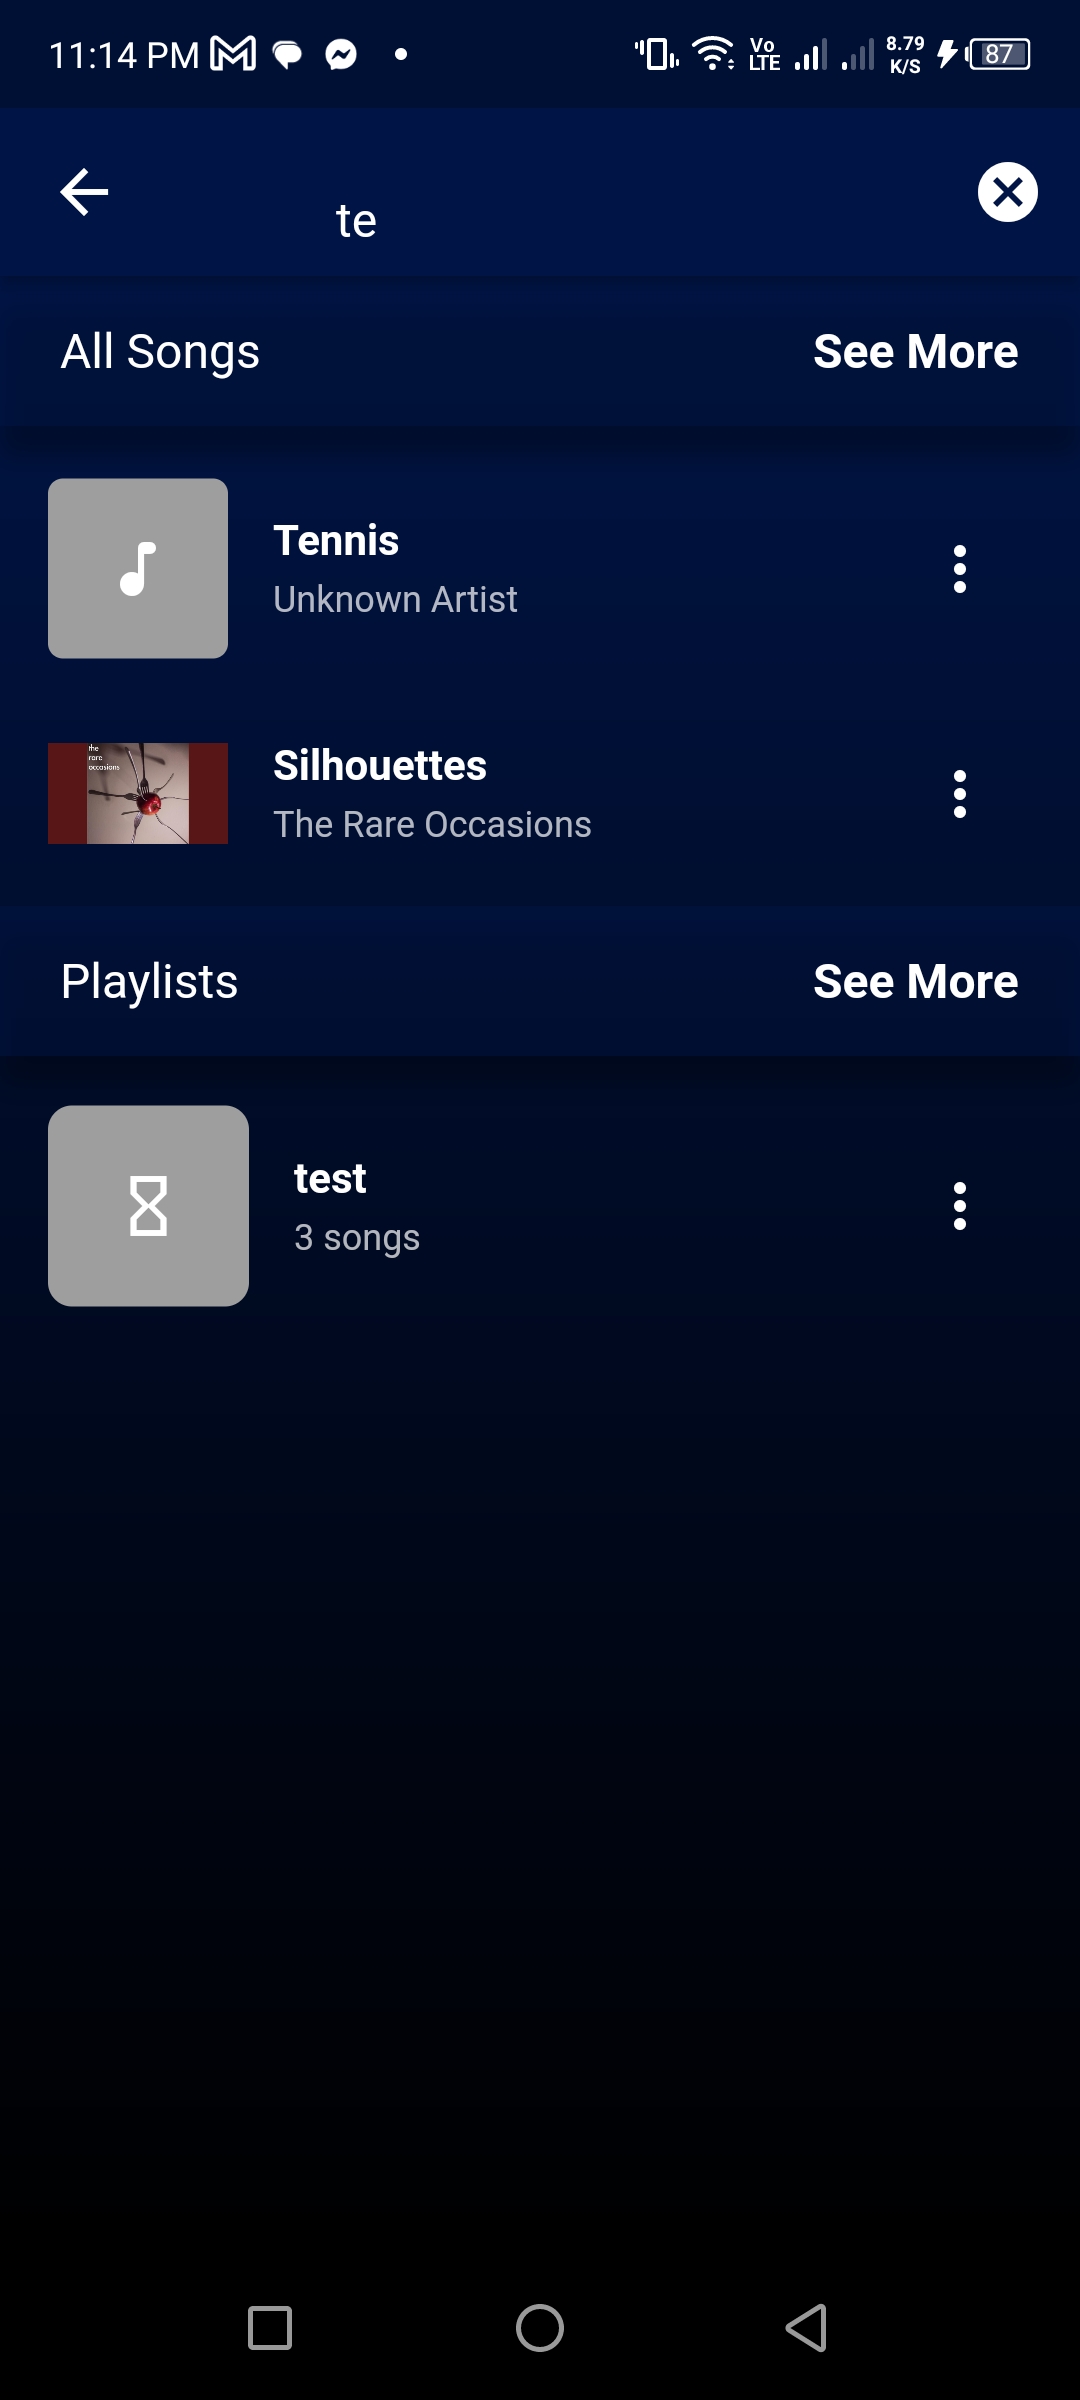 11:14 PM
Vo
LTE
8.79
K/S
87
te
All Songs
See More
Tennis
Unknown Artist
the
rare
occasions
Silhouettes
The Rare Occasions
Playlists
See More
test
3 songs